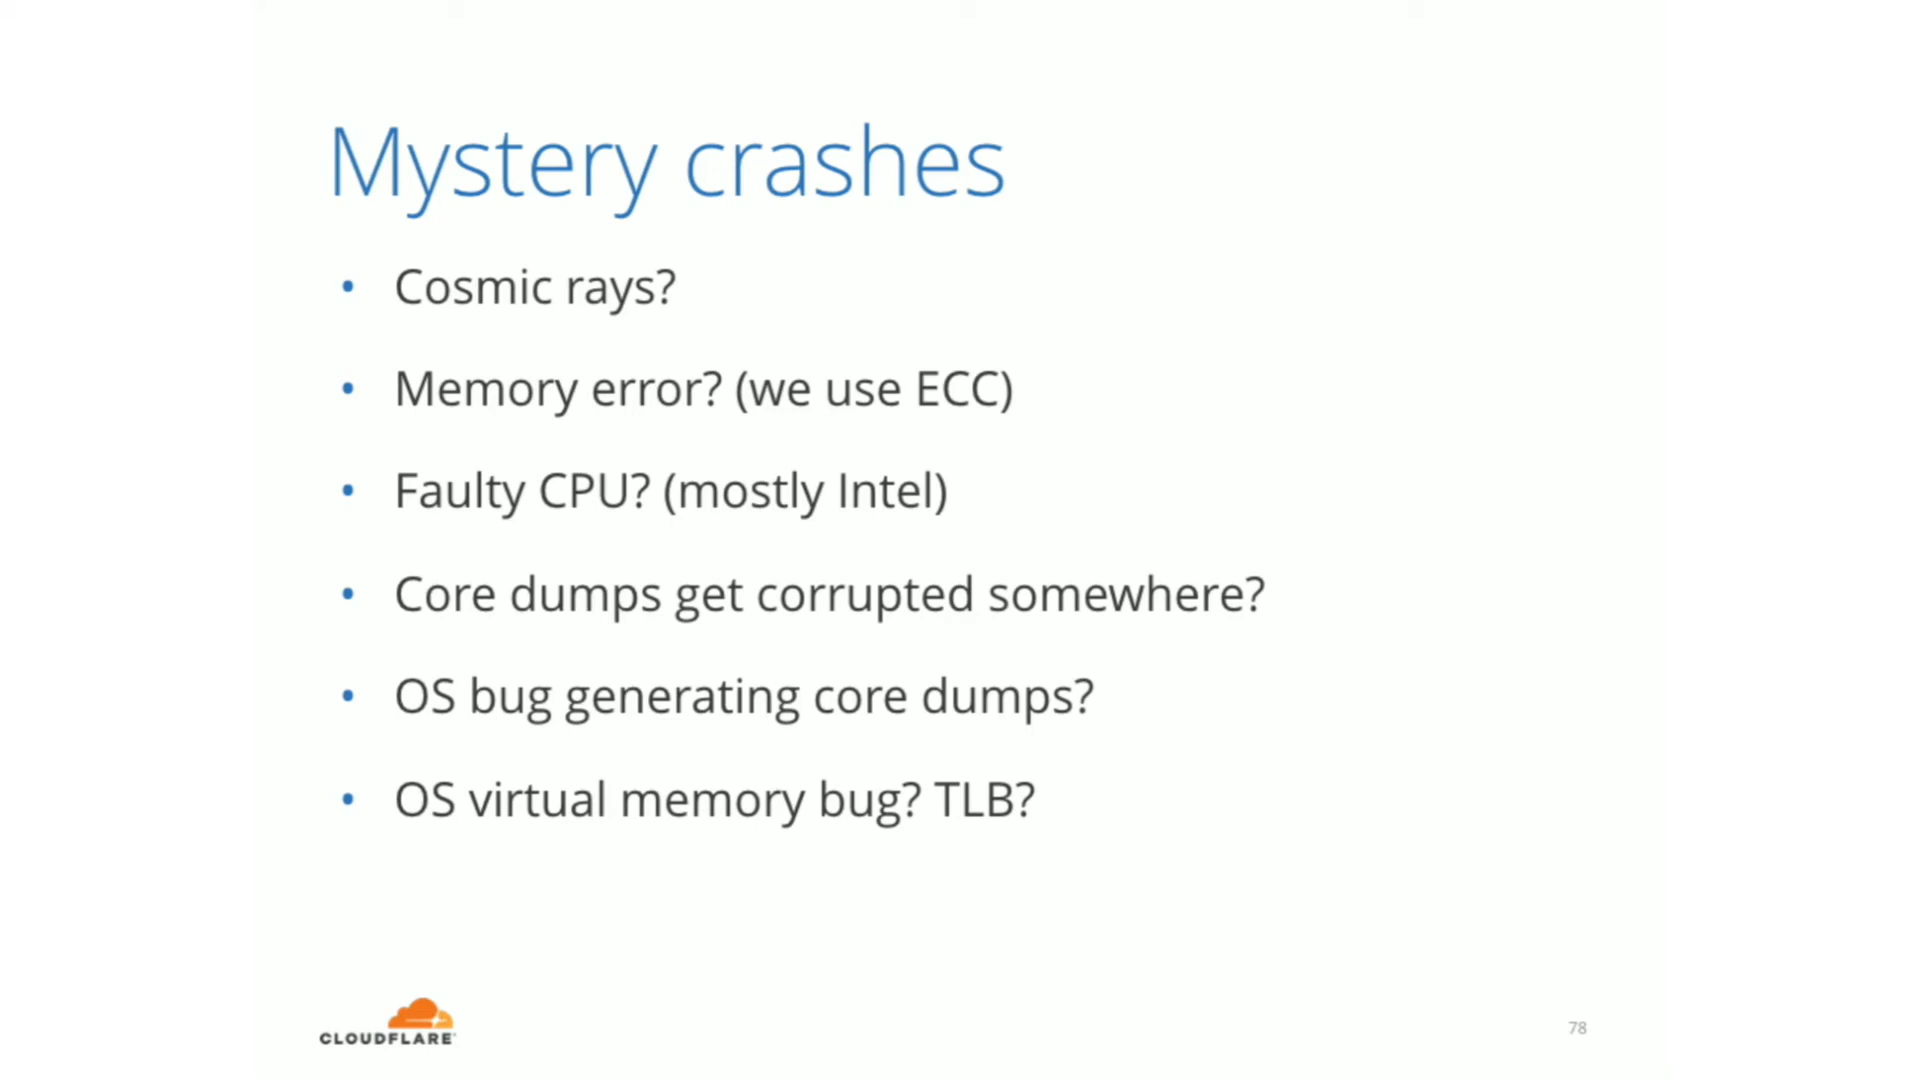 Mystery crashes
• Cosmic rays?
• Memory error? (we use ECC)
• Faulty CPU? (mostly Intel)
• Core dumps get corrupted somewhere?
• OS bug generating core dumps?
• OS virtual memory bug? TLB?
CLOUDFLARE
78